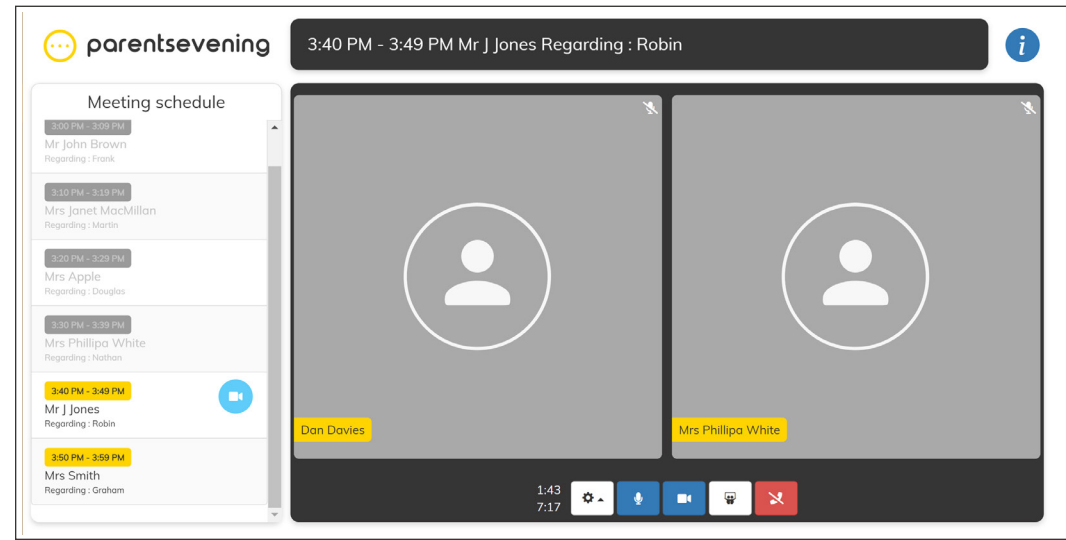 parentsevening
3:40 PM - 3:49 PM Mr J Jones Regarding : Robin
i
Meeting schedule
3:00 PM - 3:09 PM
Mr John Brown
Regarding : Frank
3:10 PM - 3:19 PM
Mrs Janet MacMillan
Regarding : Martin
3:20 PM - 3:29 PM
Mrs Apple
Regarding : Douglas
3:30 PM - 3:39 PM
Mrs Phillipa White
Regarding : Nathan
3:40 PM - 3:49 PM
Mr J Jones
Regarding : Robin
3:50 PM - 3:59 PM
Mrs Smith
Regarding : Graham
Dan Davies
Mrs Phillipa White
1:43
7:17